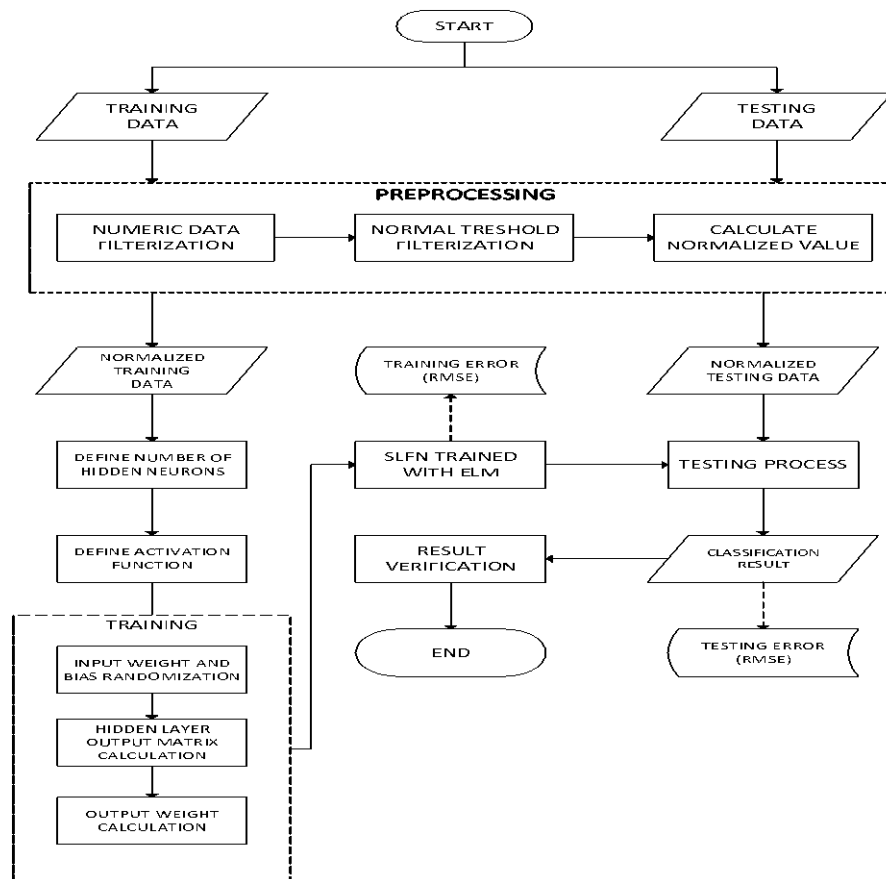 START
TRAINING
DATA
TESTING
DATA
PREPROCESSING
NUMERIC DATA
FILTERIZATION
NORMAL TRESHOLD
FILTERIZATION
CALCULATE
NORMALIZED VALUE
NORMALIZED
TRAINING
DATA
TRAINING ERROR
(RMSE)
NORMALIZED
TESTING DATA
DEFINE NUMBER OF
HIDDEN NEURONS
SLFN TRAINED
WITH ELM
TESTING PROCESS
DEFINE ACTIVATION
FUNCTION
RESULT
VERIFICATION
CLASSIFICATION
RESULT
TRAINING
INPUT WEIGHT AND
BIAS RANDOMIZATION
HIDDEN LAYER
OUTPUT MATRIX
CALCULATION
OUTPUT WEIGHT
CALCULATION
END
TESTING ERROR
(RMSE)